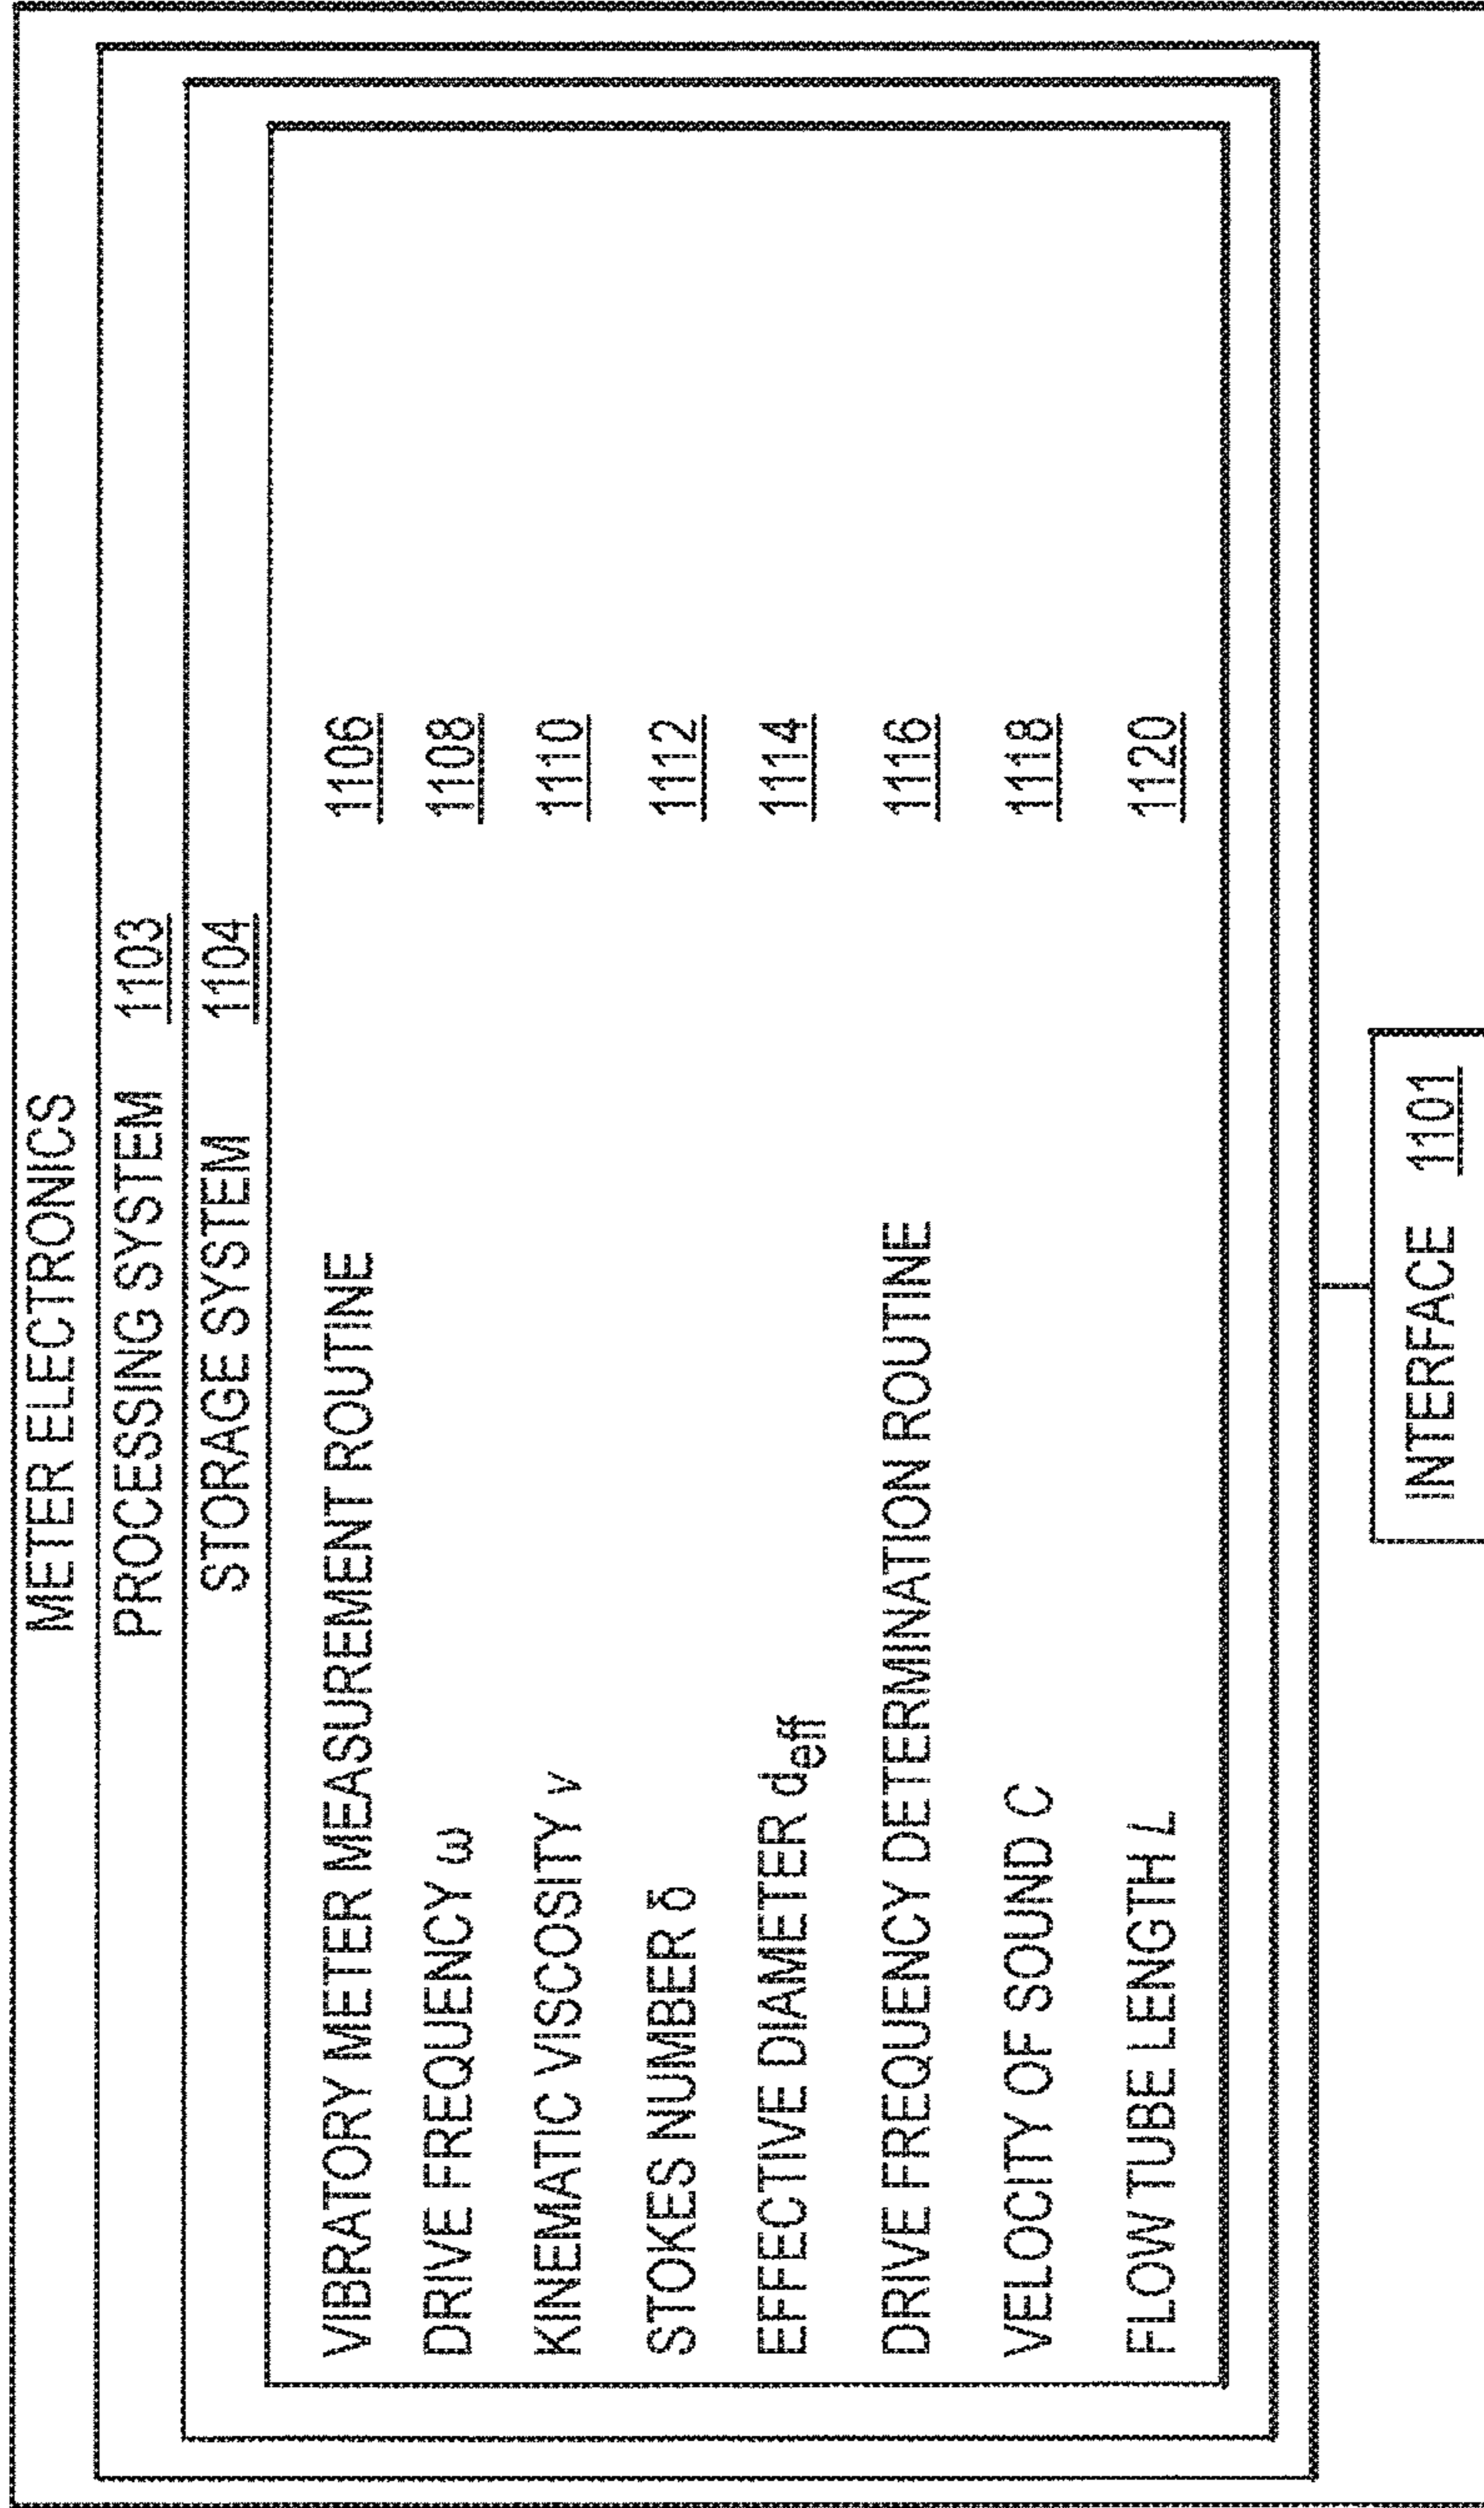 METER ELECTRONICS
PROCESSING SYSTEM 1103
STORAGE SYSTEM 1104
VIBRATORY METER MEASUREMENT ROUTINE 1106
DRIVE FREQUENCY ω 1108
KINEMATIC VISCOSITY ν 1110
STOKES NUMBER δ 1112
EFFECTIVE DIAMETER d_eff 1114
DRIVE FREQUENCY DETERMINATION ROUTINE 1116
VELOCITY OF SOUND C 1118
FLOW TUBE LENGTH L 1120
INTERFACE 1101